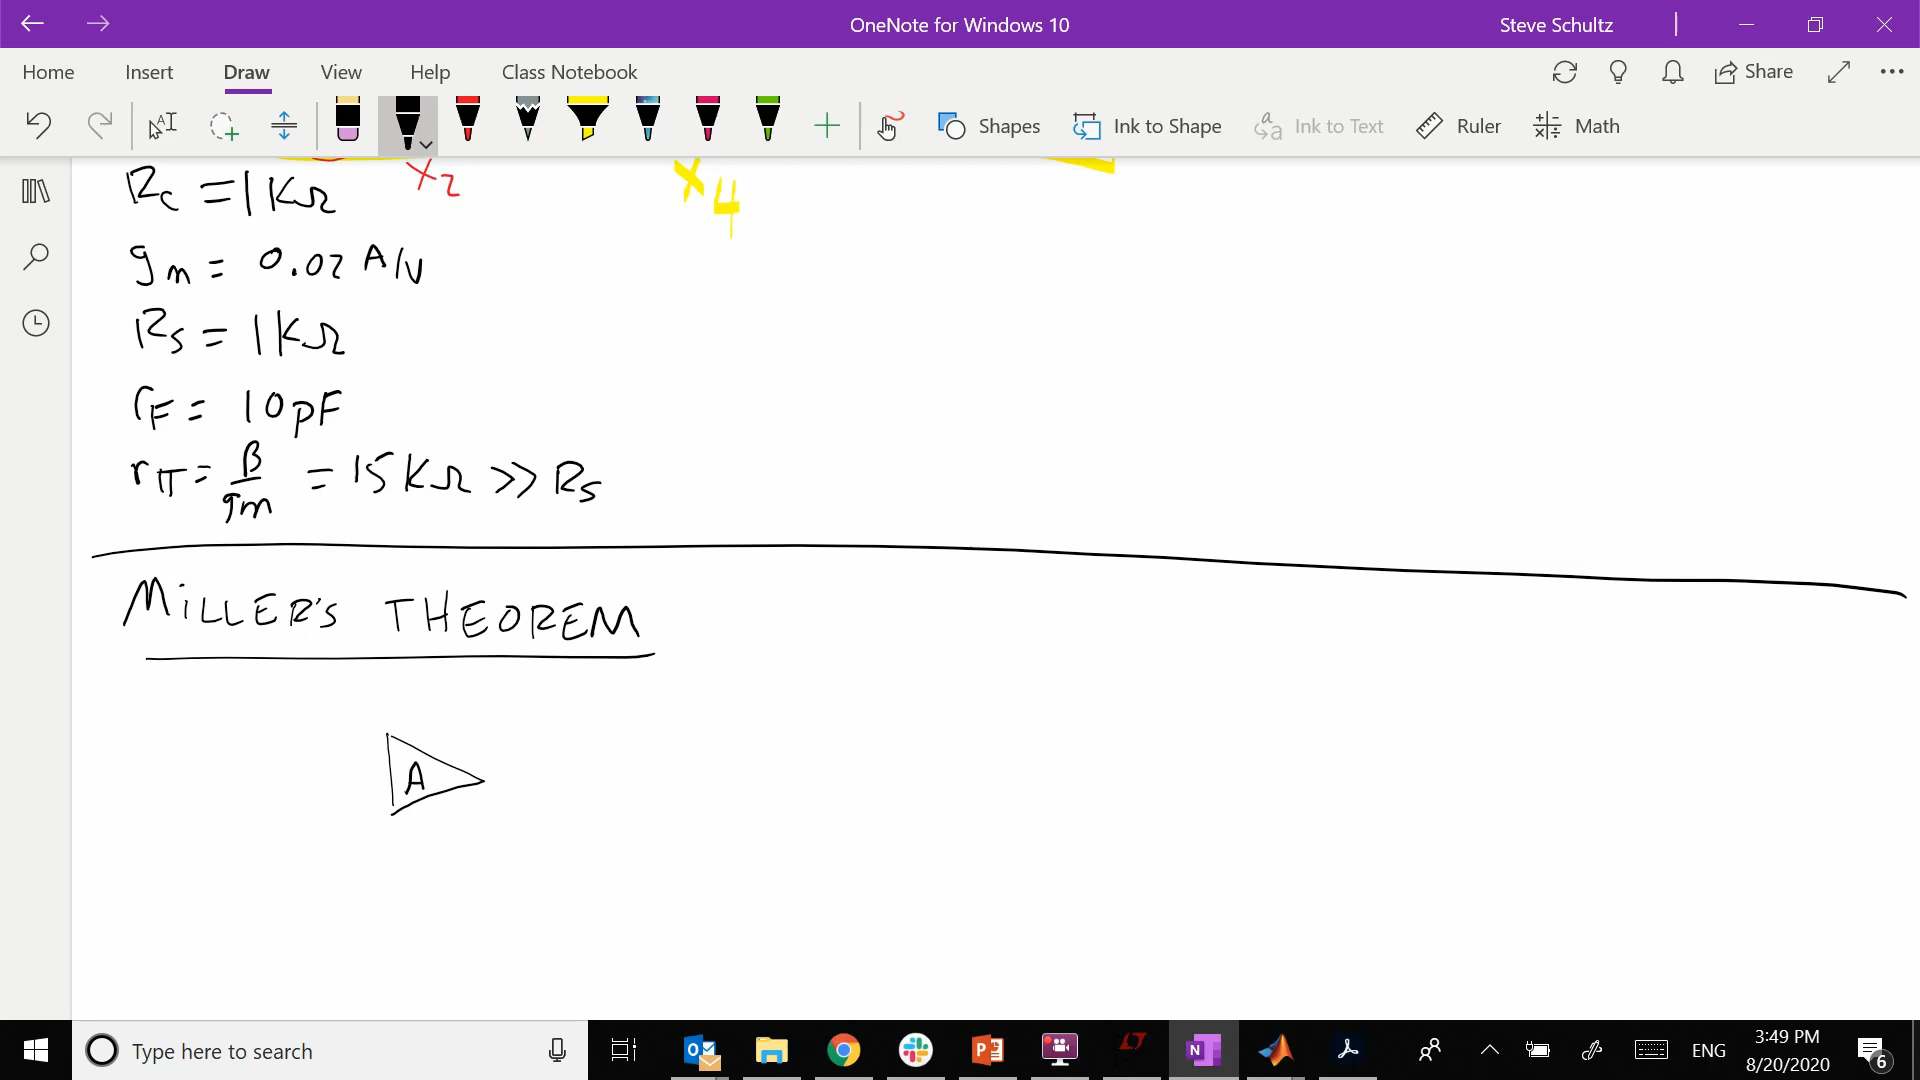 OneNote for Windows 10
Steve Schultz
Home Insert Draw View Help Class Notebook
Share
Shapes Ink to Shape Ink to Text Ruler Math
x2
x4
Rc = 1KΩ
gm = 0.02 A/V
Rs = 1KΩ
CF = 10pF
rπ = β/gm = 15KΩ >> Rs
MiLLER's THEOREM
A
Type here to search
ENG
3:49 PM
8/20/2020
6